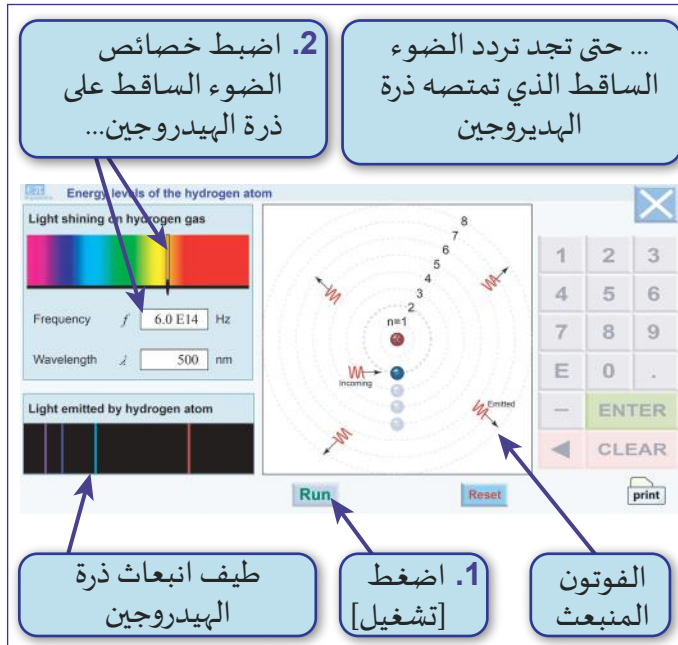 2. اضبط خصائص
الضوء الساقط على
ذرة الهيدروجين...
... حتى تجد تردد الضوء
الساقط الذي تمتصه ذرة
الهديروجين
Energy levels of the hydrogen atom
Light shining on hydrogen gas
Frequency f 6.0 E14 Hz
Wavelength λ 500 nm
Light emitted by hydrogen atom
8
7
6
5
4
3
2
n=1
Incoming
Emitted
1 2 3
4 5 6
7 8 9
E 0 .
– ENTER
CLEAR
Run
Reset
print
طيف انبعاث ذرة
الهيدروجين
1. اضغط
[تشغيل]
الفوتون
المنبعث